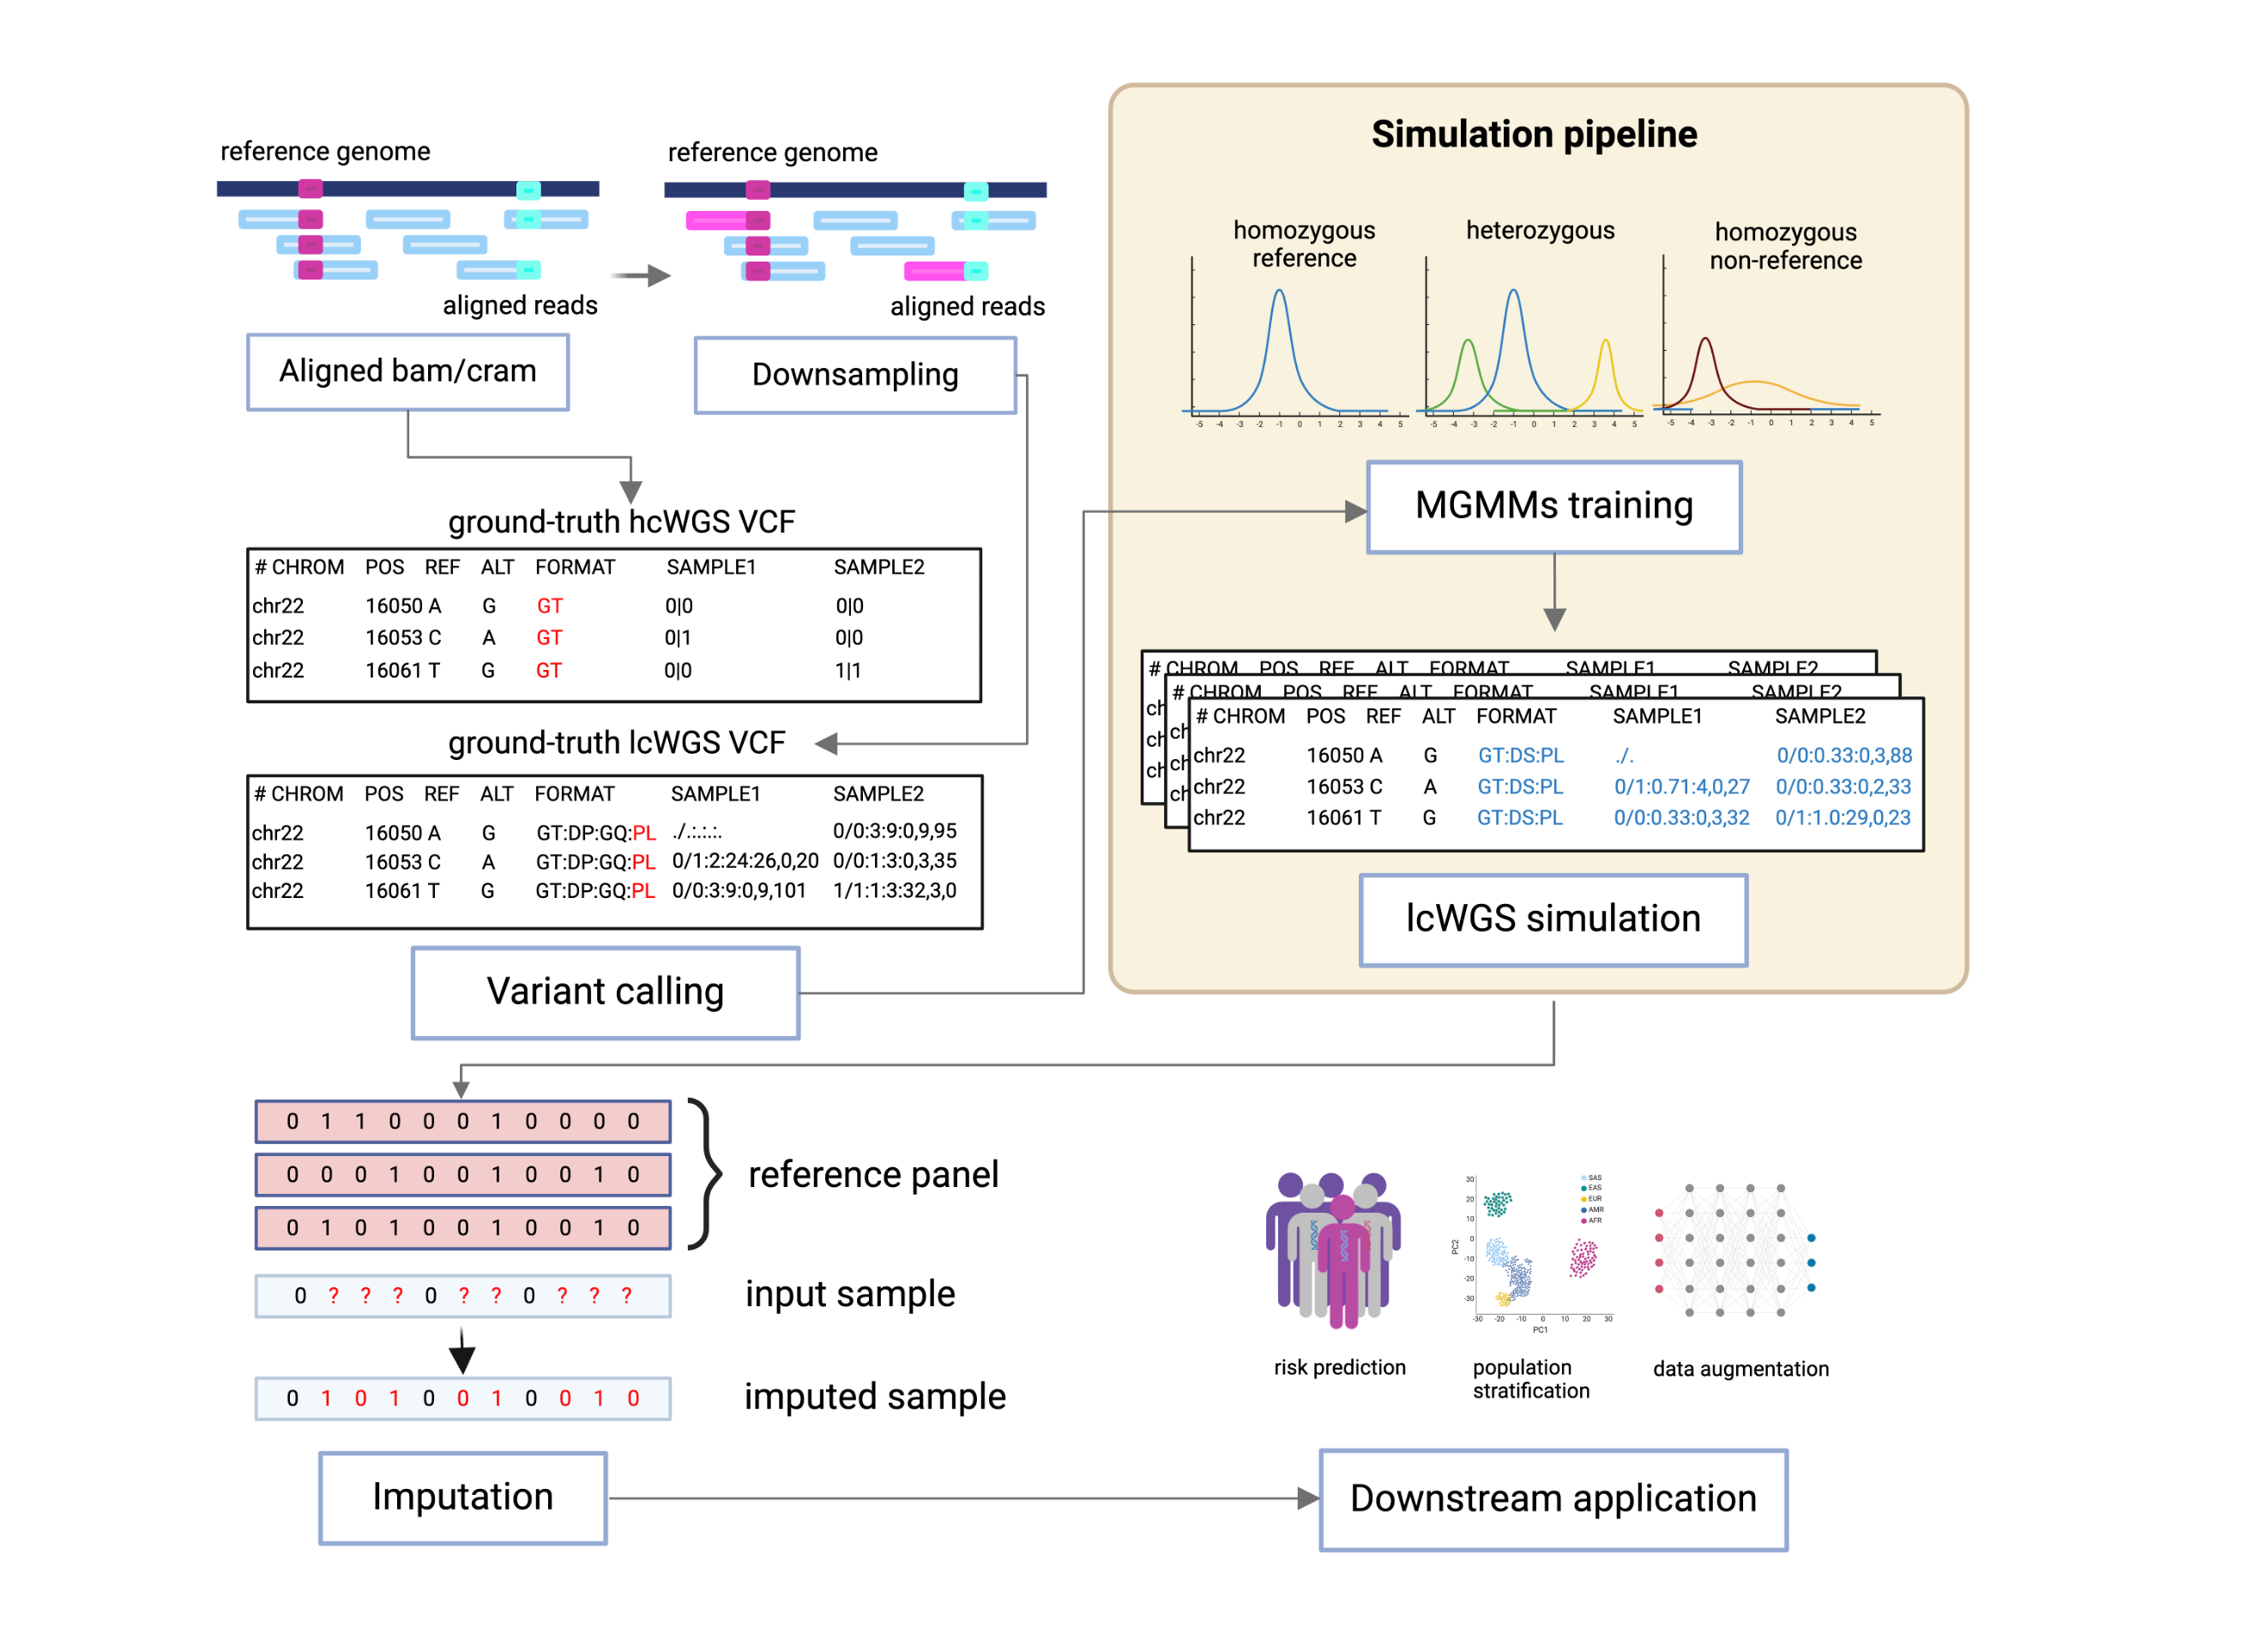 reference genome
aligned reads
Aligned bam/cram
reference genome
aligned reads
Downsampling
ground-truth hcWGS VCF
# CHROM POS REF ALT FORMAT SAMPLE1 SAMPLE2
chr22 16050 A G GT 0|0 0|0
chr22 16053 C A GT 0|1 0|0
chr22 16061 T G GT 0|0 1|1
ground-truth lcWGS VCF
# CHROM POS REF ALT FORMAT SAMPLE1 SAMPLE2
chr22 16050 A G GT:DP:GQ:PL ./.:.:.:. 0/0:3:9:0,9,95
chr22 16053 C A GT:DP:GQ:PL 0/1:2:24:26,0,20 0/0:1:3:0,3,35
chr22 16061 T G GT:DP:GQ:PL 0/0:3:9:0,9,101 1/1:1:3:32,3,0
Variant calling
Simulation pipeline
homozygous
reference
-5 -4 -3 -2 -1 0 1 2 3 4 5
heterozygous
-5 -4 -3 -2 -1 0 1 2 3 4 5
homozygous
non-reference
-5 -4 -3 -2 -1 0 1 2 3 4 5
MGMMs training
# CHROM POS REF ALT FORMAT SAMPLE1 SAMPLE2
# CHROM POS REF ALT FORMAT SAMPLE1 SAMPLE2
# CHROM POS REF ALT FORMAT SAMPLE1 SAMPLE2
chr22 16050 A G GT:DS:PL ./. 0/0:0.33:0,3,88
chr22 16053 C A GT:DS:PL 0/1:0.71:4,0,27 0/0:0.33:0,2,33
chr22 16061 T G GT:DS:PL 0/0:0.33:0,3,32 0/1:1.0:29,0,23
lcWGS simulation
0 1 1 0 0 0 1 0 0 0 0
0 0 0 1 0 0 1 0 0 1 0
0 1 0 1 0 0 1 0 0 1 0
reference panel
0 ? ? ? 0 ? ? 0 ? ? ?
input sample
0 1 0 1 0 0 1 0 0 1 0
imputed sample
Imputation
risk prediction
30
20
10
0
-10
-20
-30
PC2
-30 -20 -10 0 10 20 30
PC1
SAS
EAS
EUR
AMR
AFR
population
stratification
data augmentation
Downstream application